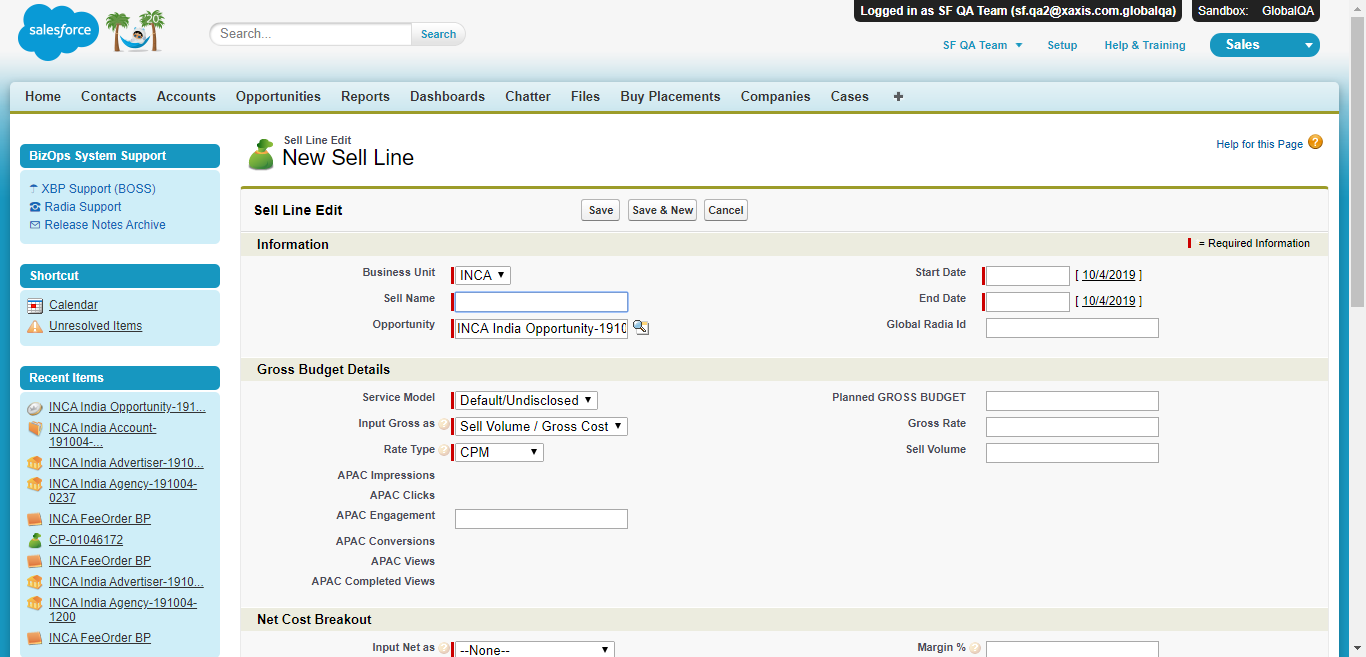 Logged in as SF QA Team (sf.qa2@xaxis.com.globalqa)
Sandbox: GlobalQA
salesforce
20
Search...
Search
SF QA Team
Setup
Help & Training
Sales
Home
Contacts
Accounts
Opportunities
Reports
Dashboards
Chatter
Files
Buy Placements
Companies
Cases
+
BizOps System Support
XBP Support (BOSS)
Radia Support
Release Notes Archive
Shortcut
Calendar
Unresolved Items
Recent Items
INCA India Opportunity-191...
INCA India Account-
191004-...
INCA India Advertiser-1910...
INCA India Agency-191004-
0237
INCA FeeOrder BP
CP-01046172
INCA FeeOrder BP
INCA India Advertiser-1910...
INCA India Agency-191004-
1200
INCA FeeOrder BP
Sell Line Edit
New Sell Line
Help for this Page ?
Sell Line Edit
Save
Save & New
Cancel
Information
= Required Information
Business Unit INCA
Start Date [ 10/4/2019 ]
Sell Name
End Date [ 10/4/2019 ]
Opportunity INCA India Opportunity-1910
Global Radia Id
Gross Budget Details
Service Model Default/Undisclosed
Planned GROSS BUDGET
Input Gross as ? Sell Volume / Gross Cost
Gross Rate
Rate Type ? CPM
Sell Volume
APAC Impressions
APAC Clicks
APAC Engagement
APAC Conversions
APAC Views
APAC Completed Views
Net Cost Breakout
Input Net as ? --None--
Margin % ?